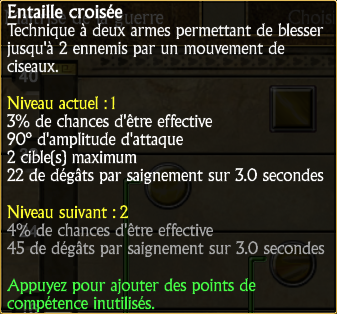 Entaille croisée
Technique à deux armes permettant de blesser
jusqu'à 2 ennemis par un mouvement de
ciseaux.
Niveau actuel : 1
3% de chances d'être effective
90° d'amplitude d'attaque
2 cible(s) maximum
22 de dégâts par saignement sur 3.0 secondes
Niveau suivant : 2
4% de chances d'être effective
45 de dégâts par saignement sur 3.0 secondes
Appuyez pour ajouter des points de
compétence inutilisés.